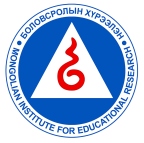 • БОЛОВСРОЛЫН ХҮРЭЭЛЭН •
MONGOLIAN INSTITUTE FOR EDUCATIONAL RESEARCH